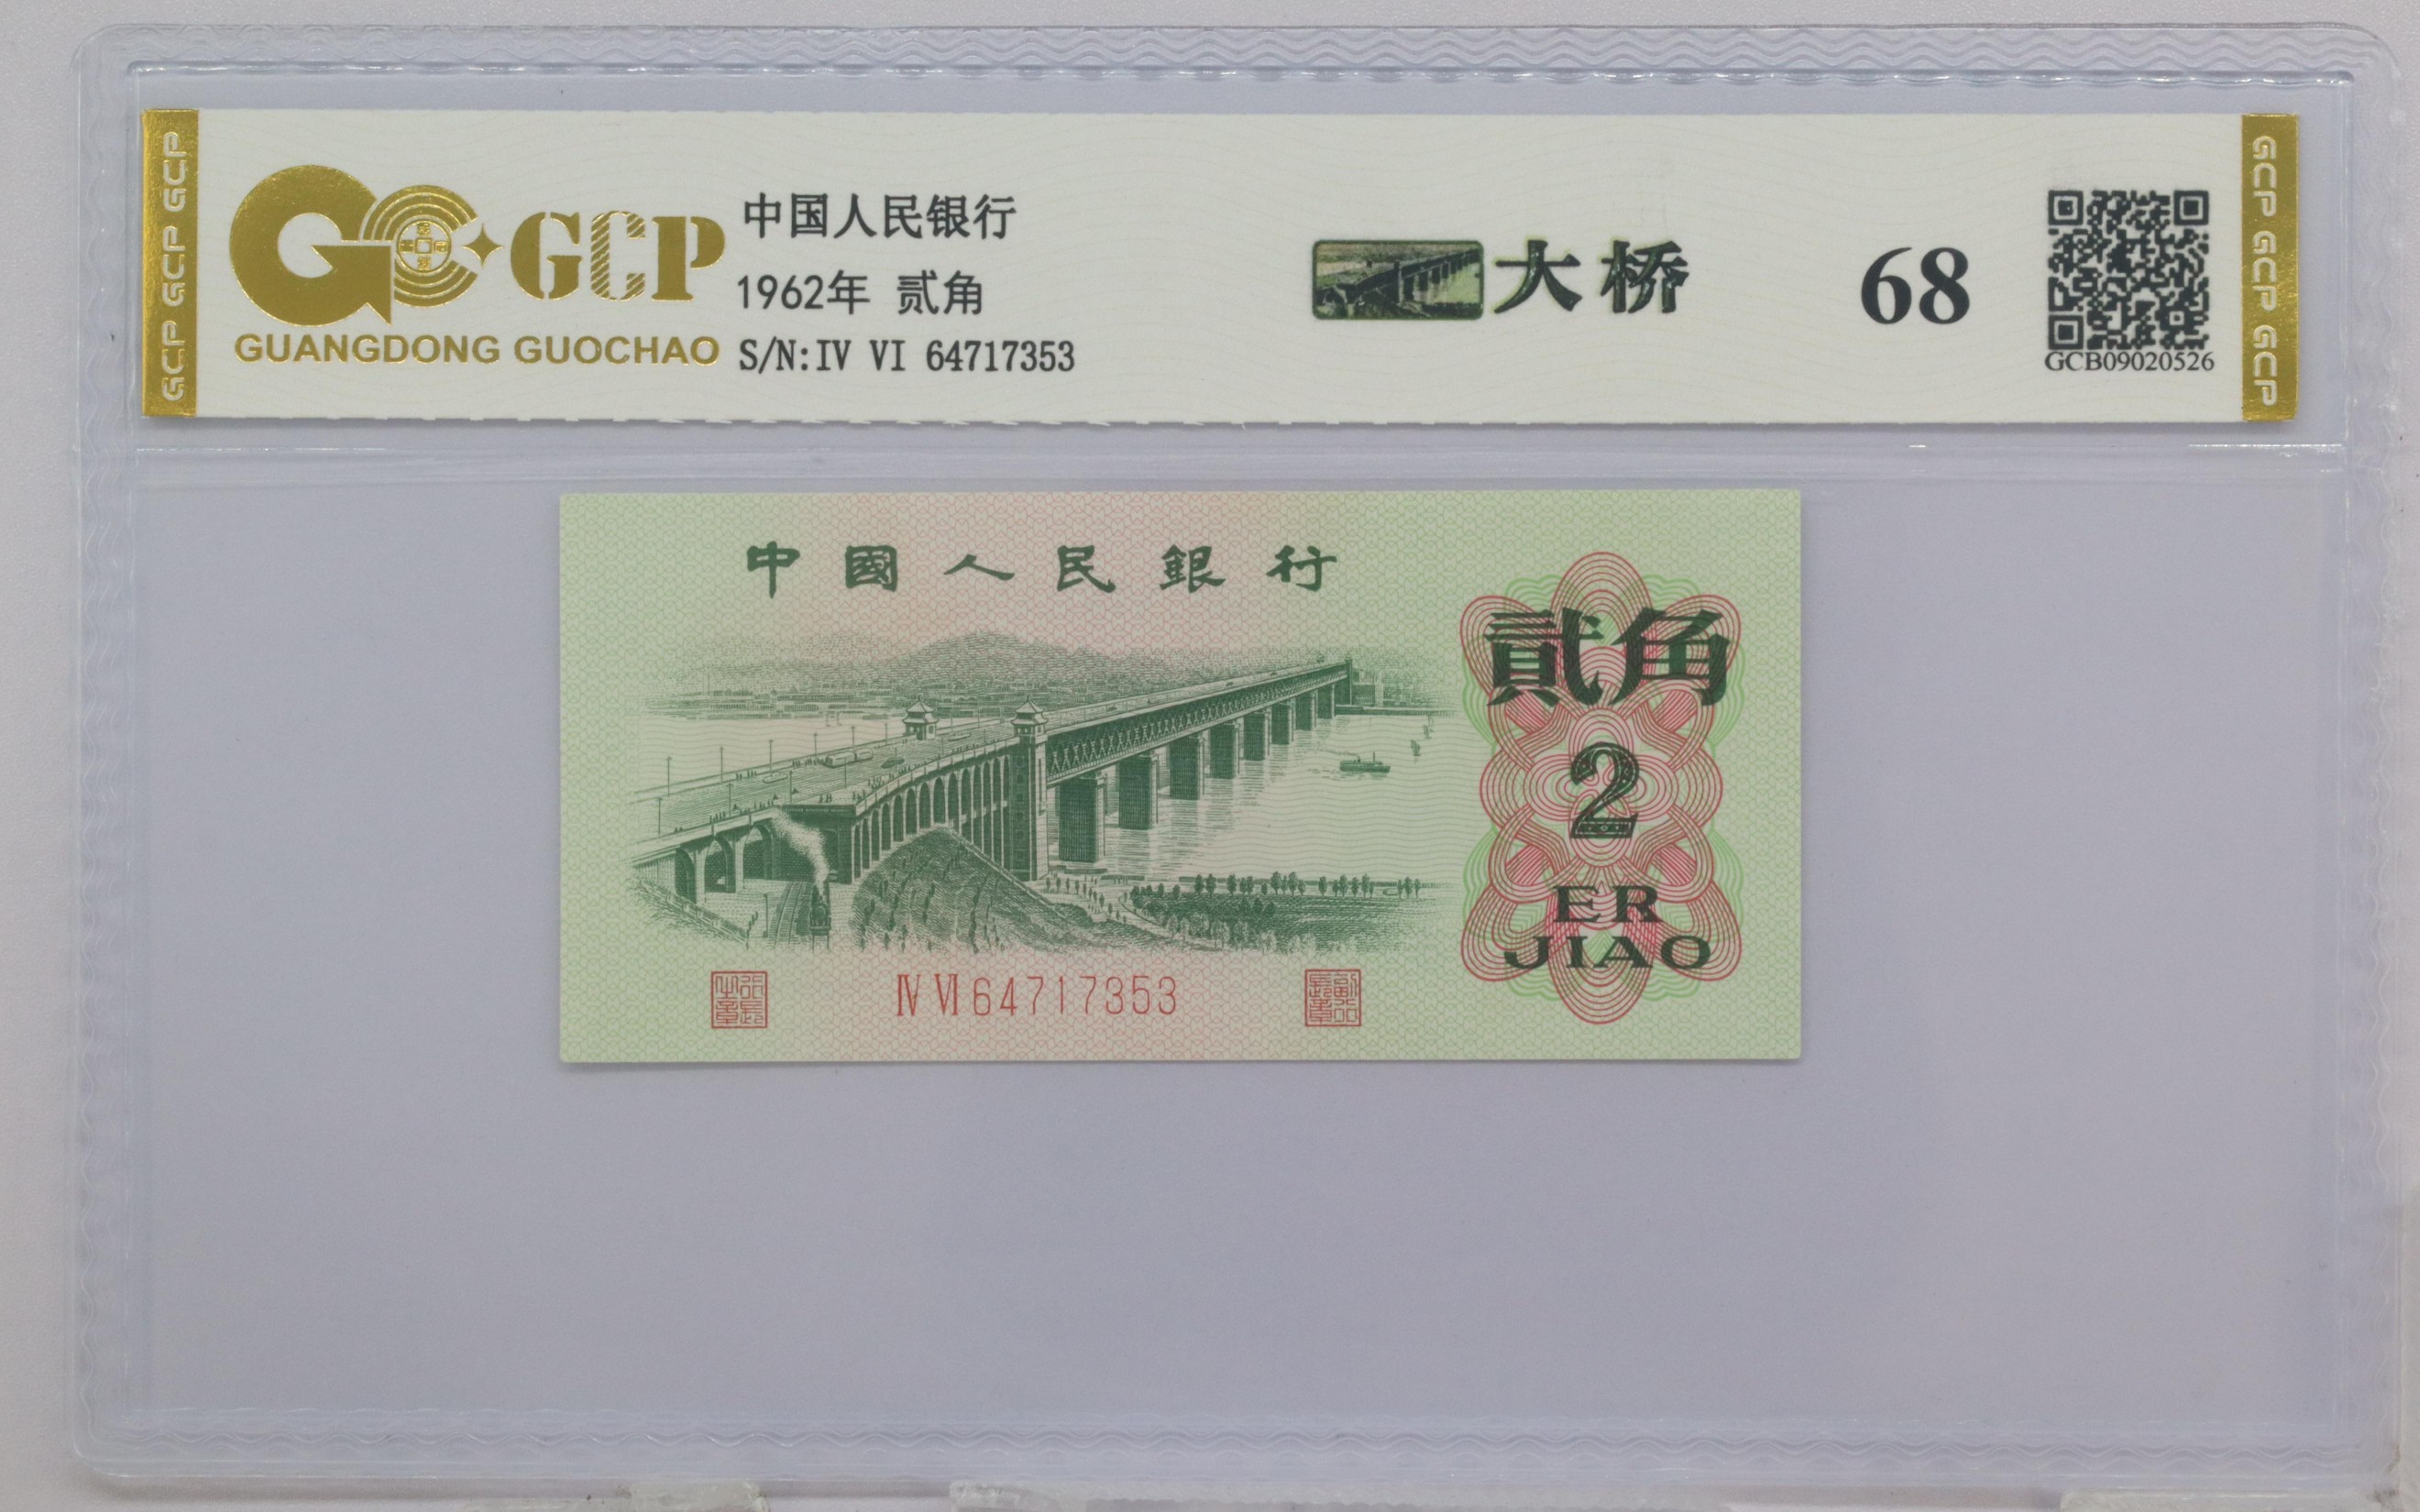 GCP GCP GCP
GCP
GUANGDONG GUOCHAO
中国人民银行
1962年 贰角
S/N:IV VI 64717353
大桥
68
GCB09020526
GCP GCP GCP
中國人民銀行
貳角
2
ER
JIAO
IV VI 64717353